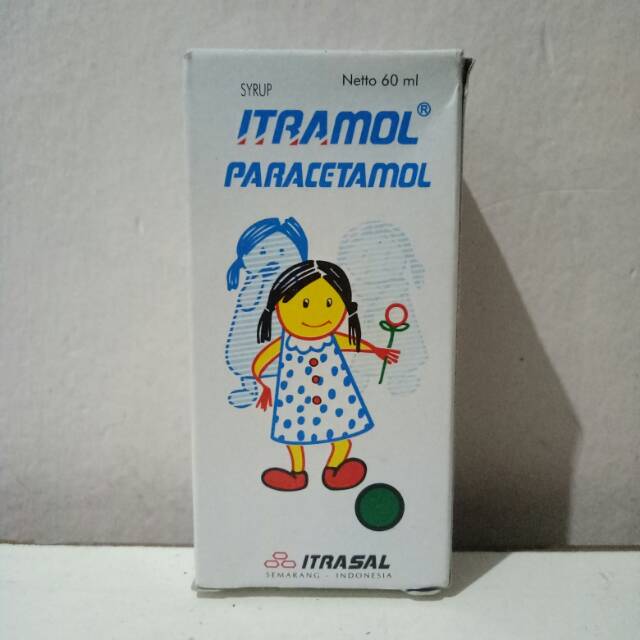 SYRUP Netto 60 ml
ITRAMOL®
PARACETAMOL
ITRASAL
SEMARANG - INDONESIA